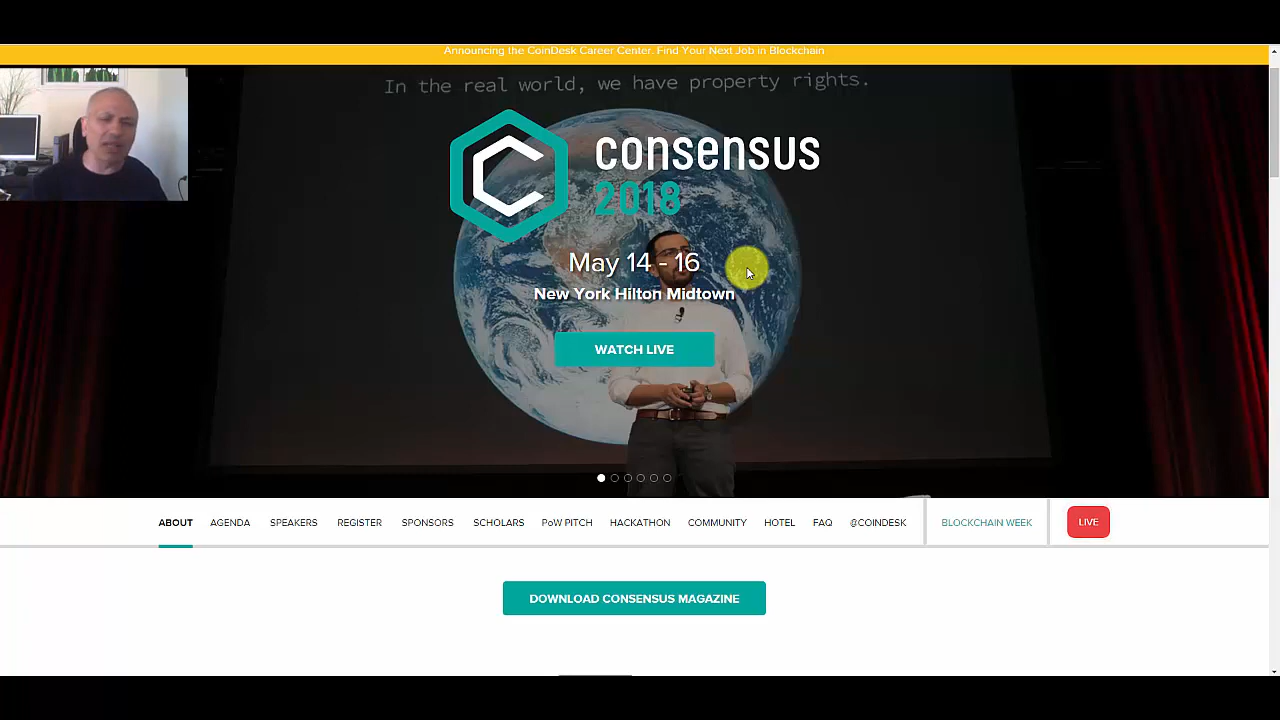 Announcing the CoinDesk Career Center. Find Your Next Job in Blockchain
In the real world, we have property rights.
consensus
2018
May 14 - 16
New York Hilton Midtown
WATCH LIVE
ABOUT AGENDA SPEAKERS REGISTER SPONSORS SCHOLARS PoW PITCH HACKATHON COMMUNITY HOTEL FAQ @COINDESK BLOCKCHAIN WEEK LIVE
DOWNLOAD CONSENSUS MAGAZINE